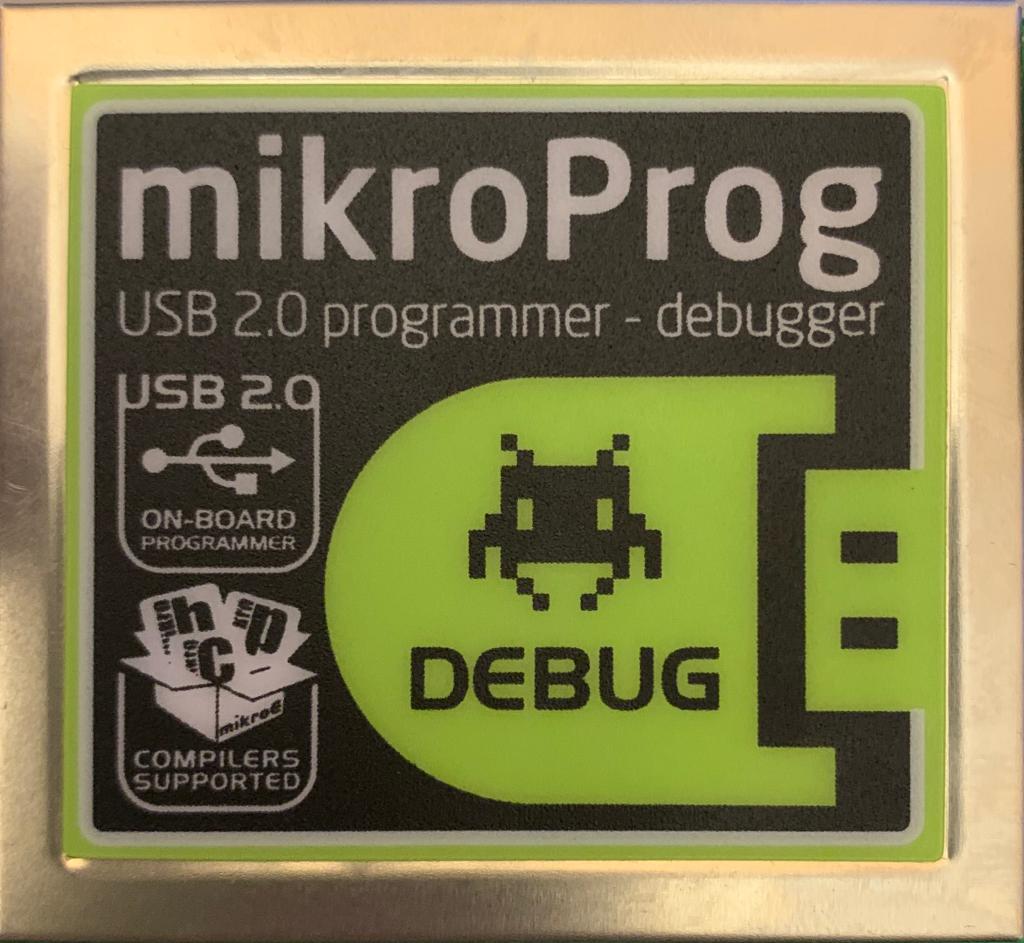 mikroProg
USB 2.0 programmer - debugger
USB 2.0
ON-BOARD
PROGRAMMER
h
p
C
mikroE
COMPILERS
SUPPORTED
DEBUG